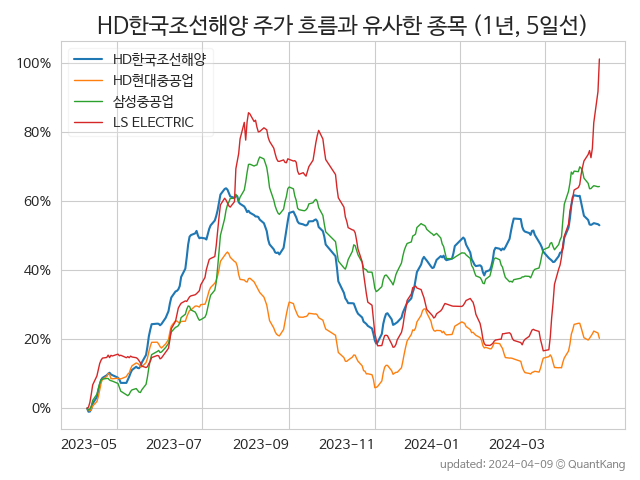 HD한국조선해양 주가 흐름과 유사한 종목 (1년, 5일선)
HD한국조선해양
HD현대중공업
삼성중공업
LS ELECTRIC
100%
80%
60%
40%
20%
0%
2023-05 2023-07 2023-09 2023-11 2024-01 2024-03
updated: 2024-04-09 © QuantKang